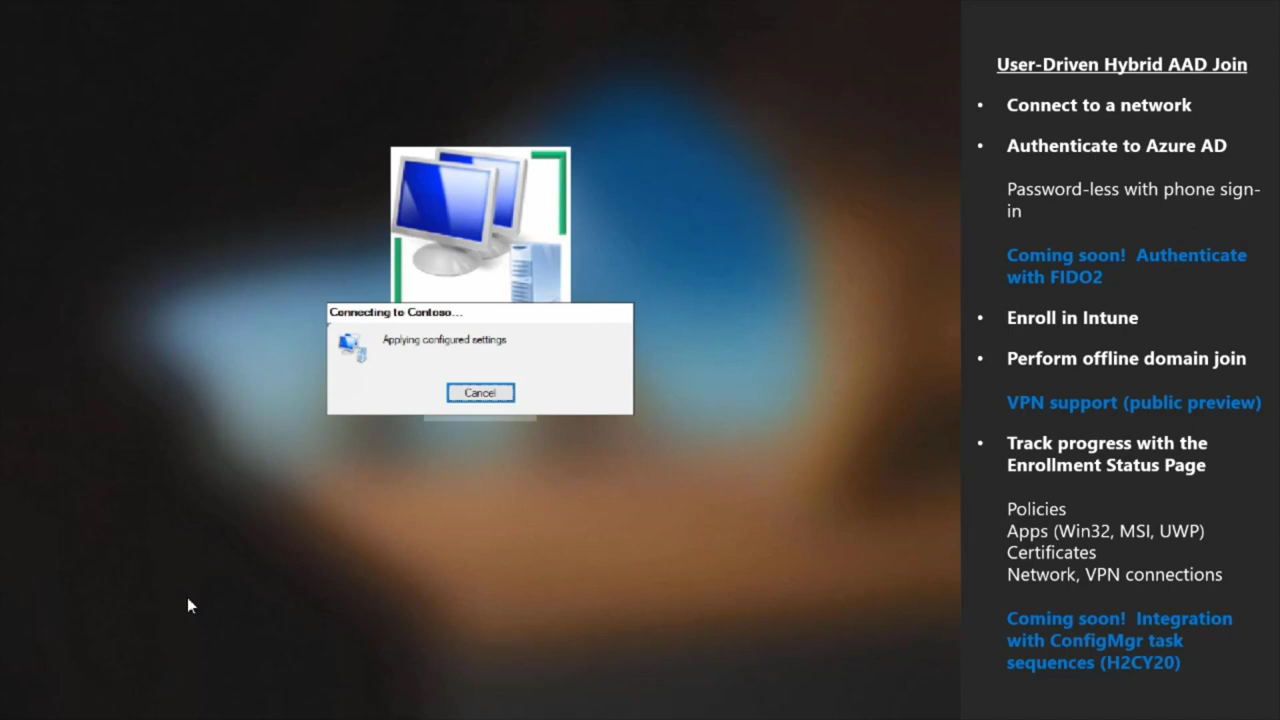 Connecting to Contoso...
Applying configured settings
Cancel
User-Driven Hybrid AAD Join
• Connect to a network
• Authenticate to Azure AD
Password-less with phone sign-
in
Coming soon!  Authenticate
with FIDO2
• Enroll in Intune
• Perform offline domain join
VPN support (public preview)
• Track progress with the
Enrollment Status Page
Policies
Apps (Win32, MSI, UWP)
Certificates
Network, VPN connections
Coming soon!  Integration
with ConfigMgr task
sequences (H2CY20)